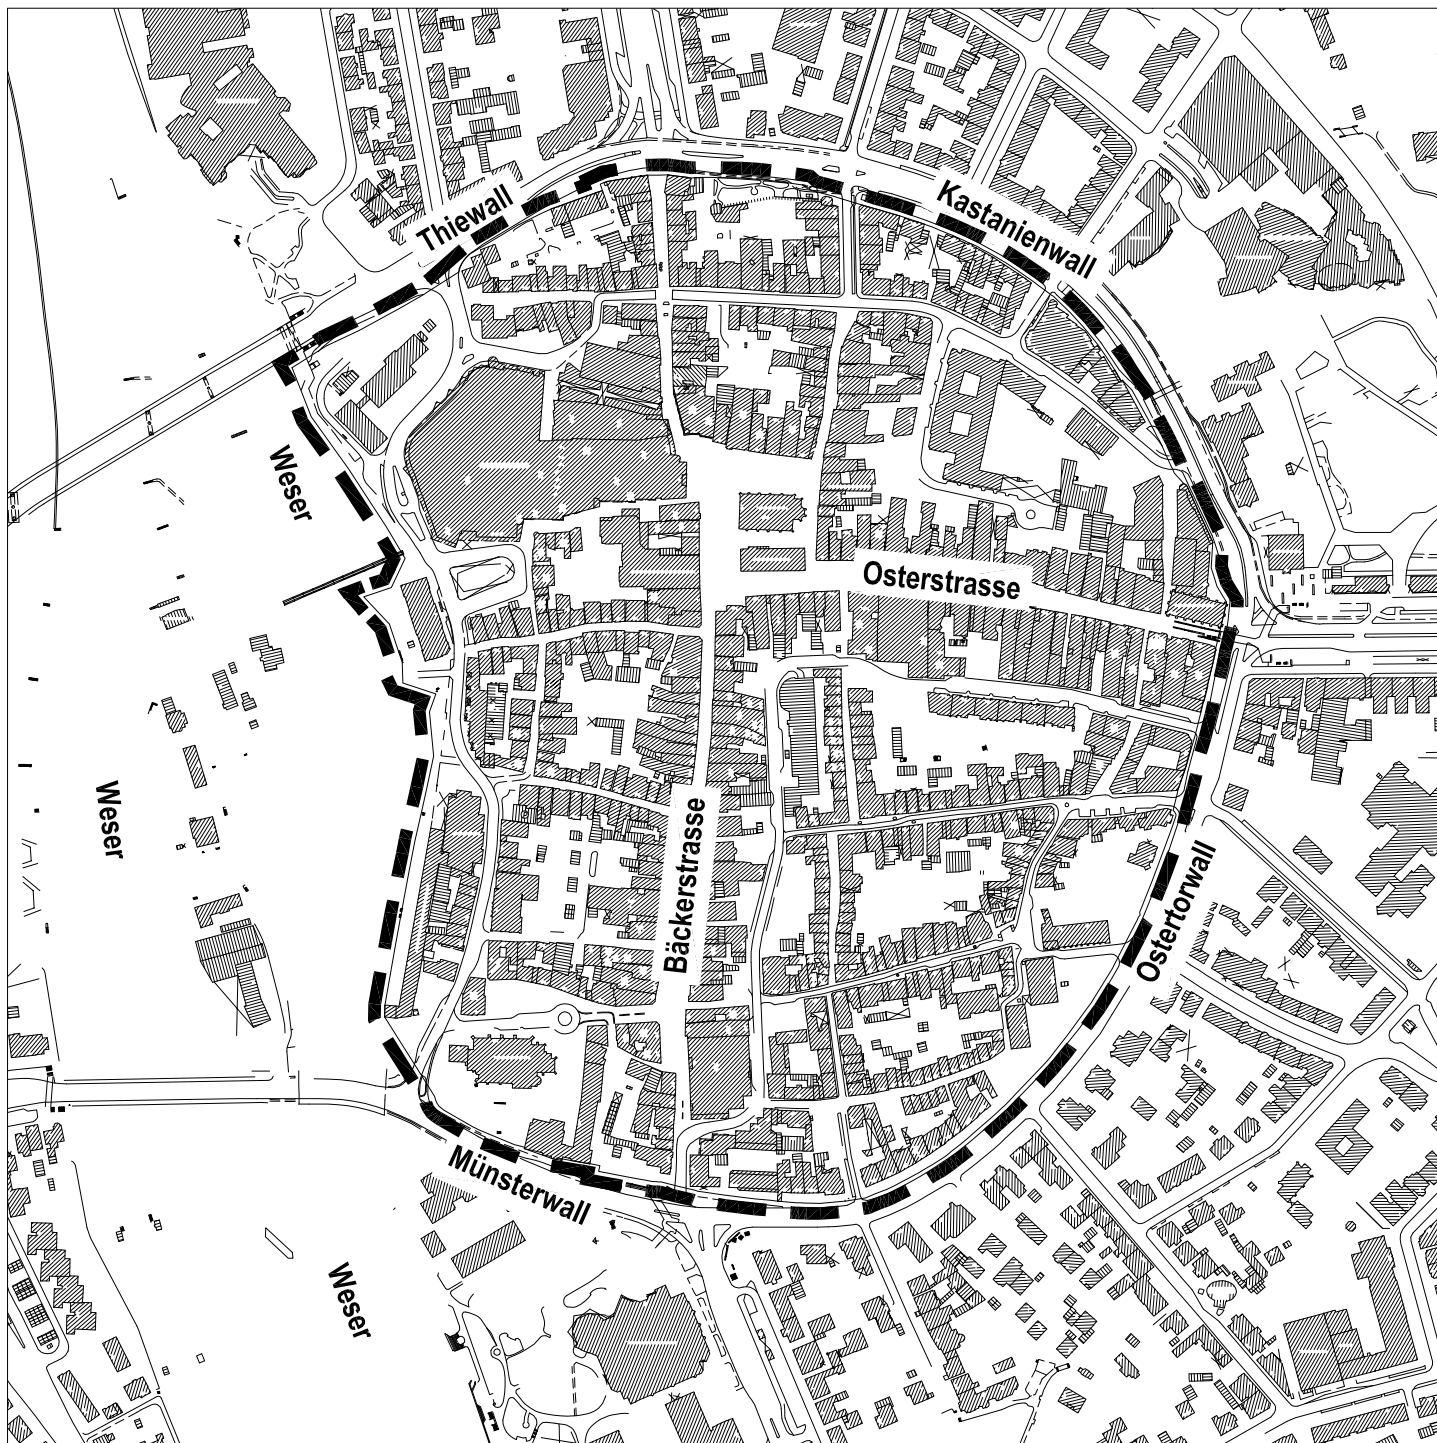 Thiewall
Kastanienwall
Weser
Osterstrasse
Weser
Bäckerstrasse
Ostertorwall
Münsterwall
Weser